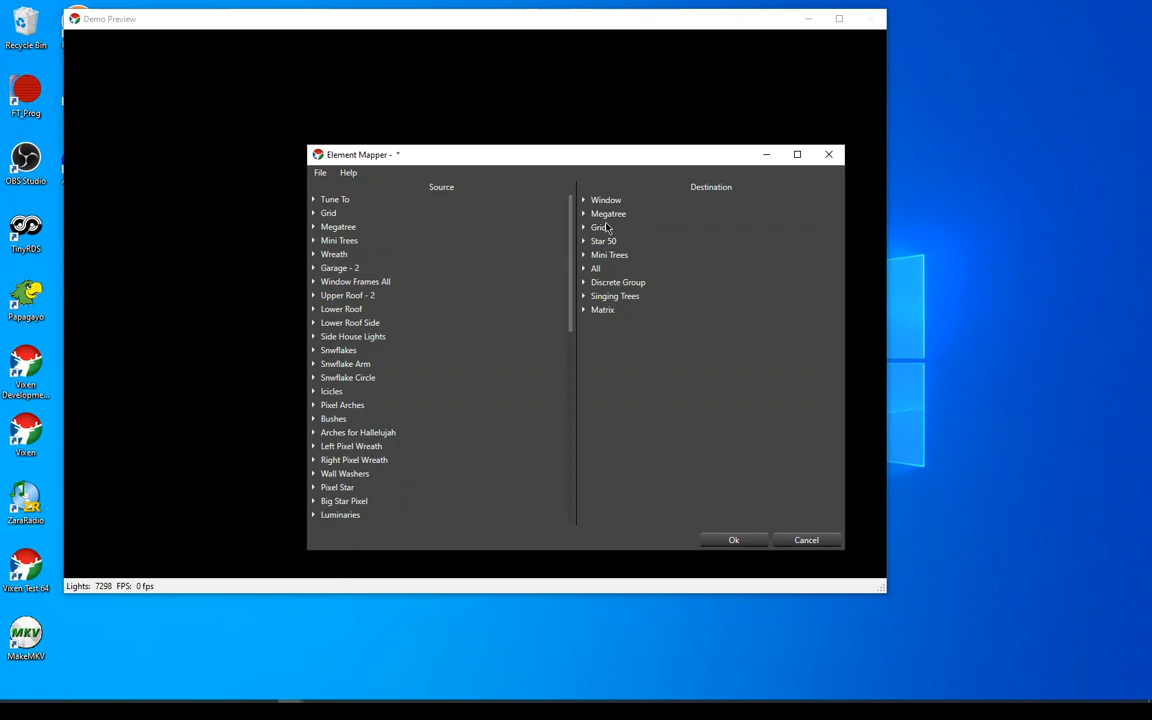 Demo Preview
Recycle Bin
FT_Prog
OBS Studio
TinyRDS
Papagayo
Vixen
Developme...
Vixen
ZaraRadio
Vixen Test 64
MakeMKV
MKV
Element Mapper - *
File
Help
Source
Destination
Tune To
Grid
Megatree
Mini Trees
Wreath
Garage - 2
Window Frames All
Upper Roof - 2
Lower Roof
Lower Roof Side
Side House Lights
Snwflakes
Snwflake Arm
Snwflake Circle
Icicles
Pixel Arches
Bushes
Arches for Hallelujah
Left Pixel Wreath
Right Pixel Wreath
Wall Washers
Pixel Star
Big Star Pixel
Luminaries
Window
Megatree
Grid
Star 50
Mini Trees
All
Discrete Group
Singing Trees
Matrix
Ok
Cancel
Lights: 7298 FPS: 0 fps